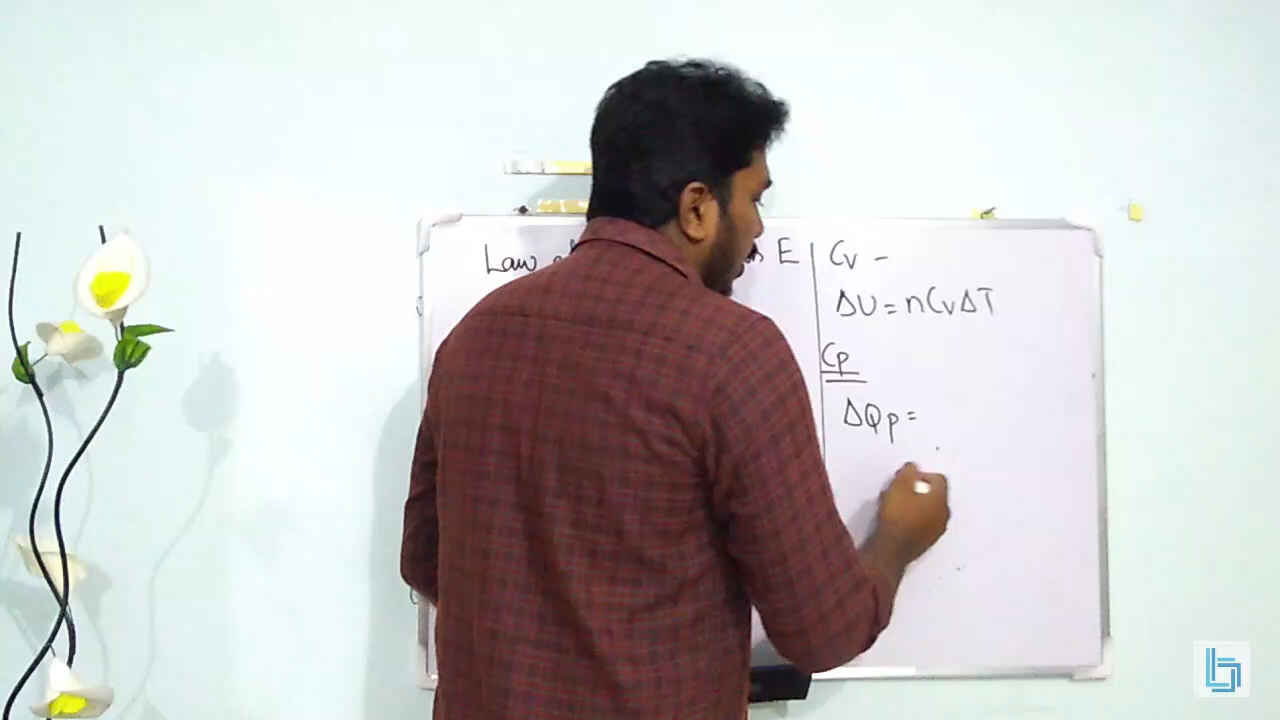 Law
E
Cv -
ΔU = nCvΔT
Cp
ΔQp =